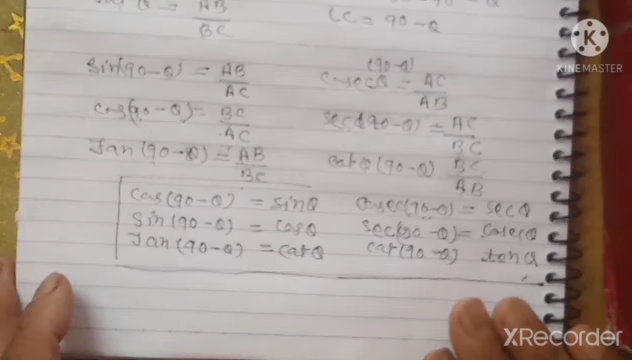 AB
BC
LC = 90-θ
KINEMASTER
sin(90-θ) = AB/AC
(90-θ)
cosecθ = AC/AB
cos(90-θ) = BC/AC
sec(90-θ) = AC/BC
Tan(90-θ) = AB/BC
cotθ(90-θ) BC/AB
cos(90-θ) = sinθ cosec(90-θ) = secθ
sin(90-θ) = cosθ sec(90-θ) = cosecθ
Tan(90-θ) = cotθ cot(90-θ) tanθ
XRecorder